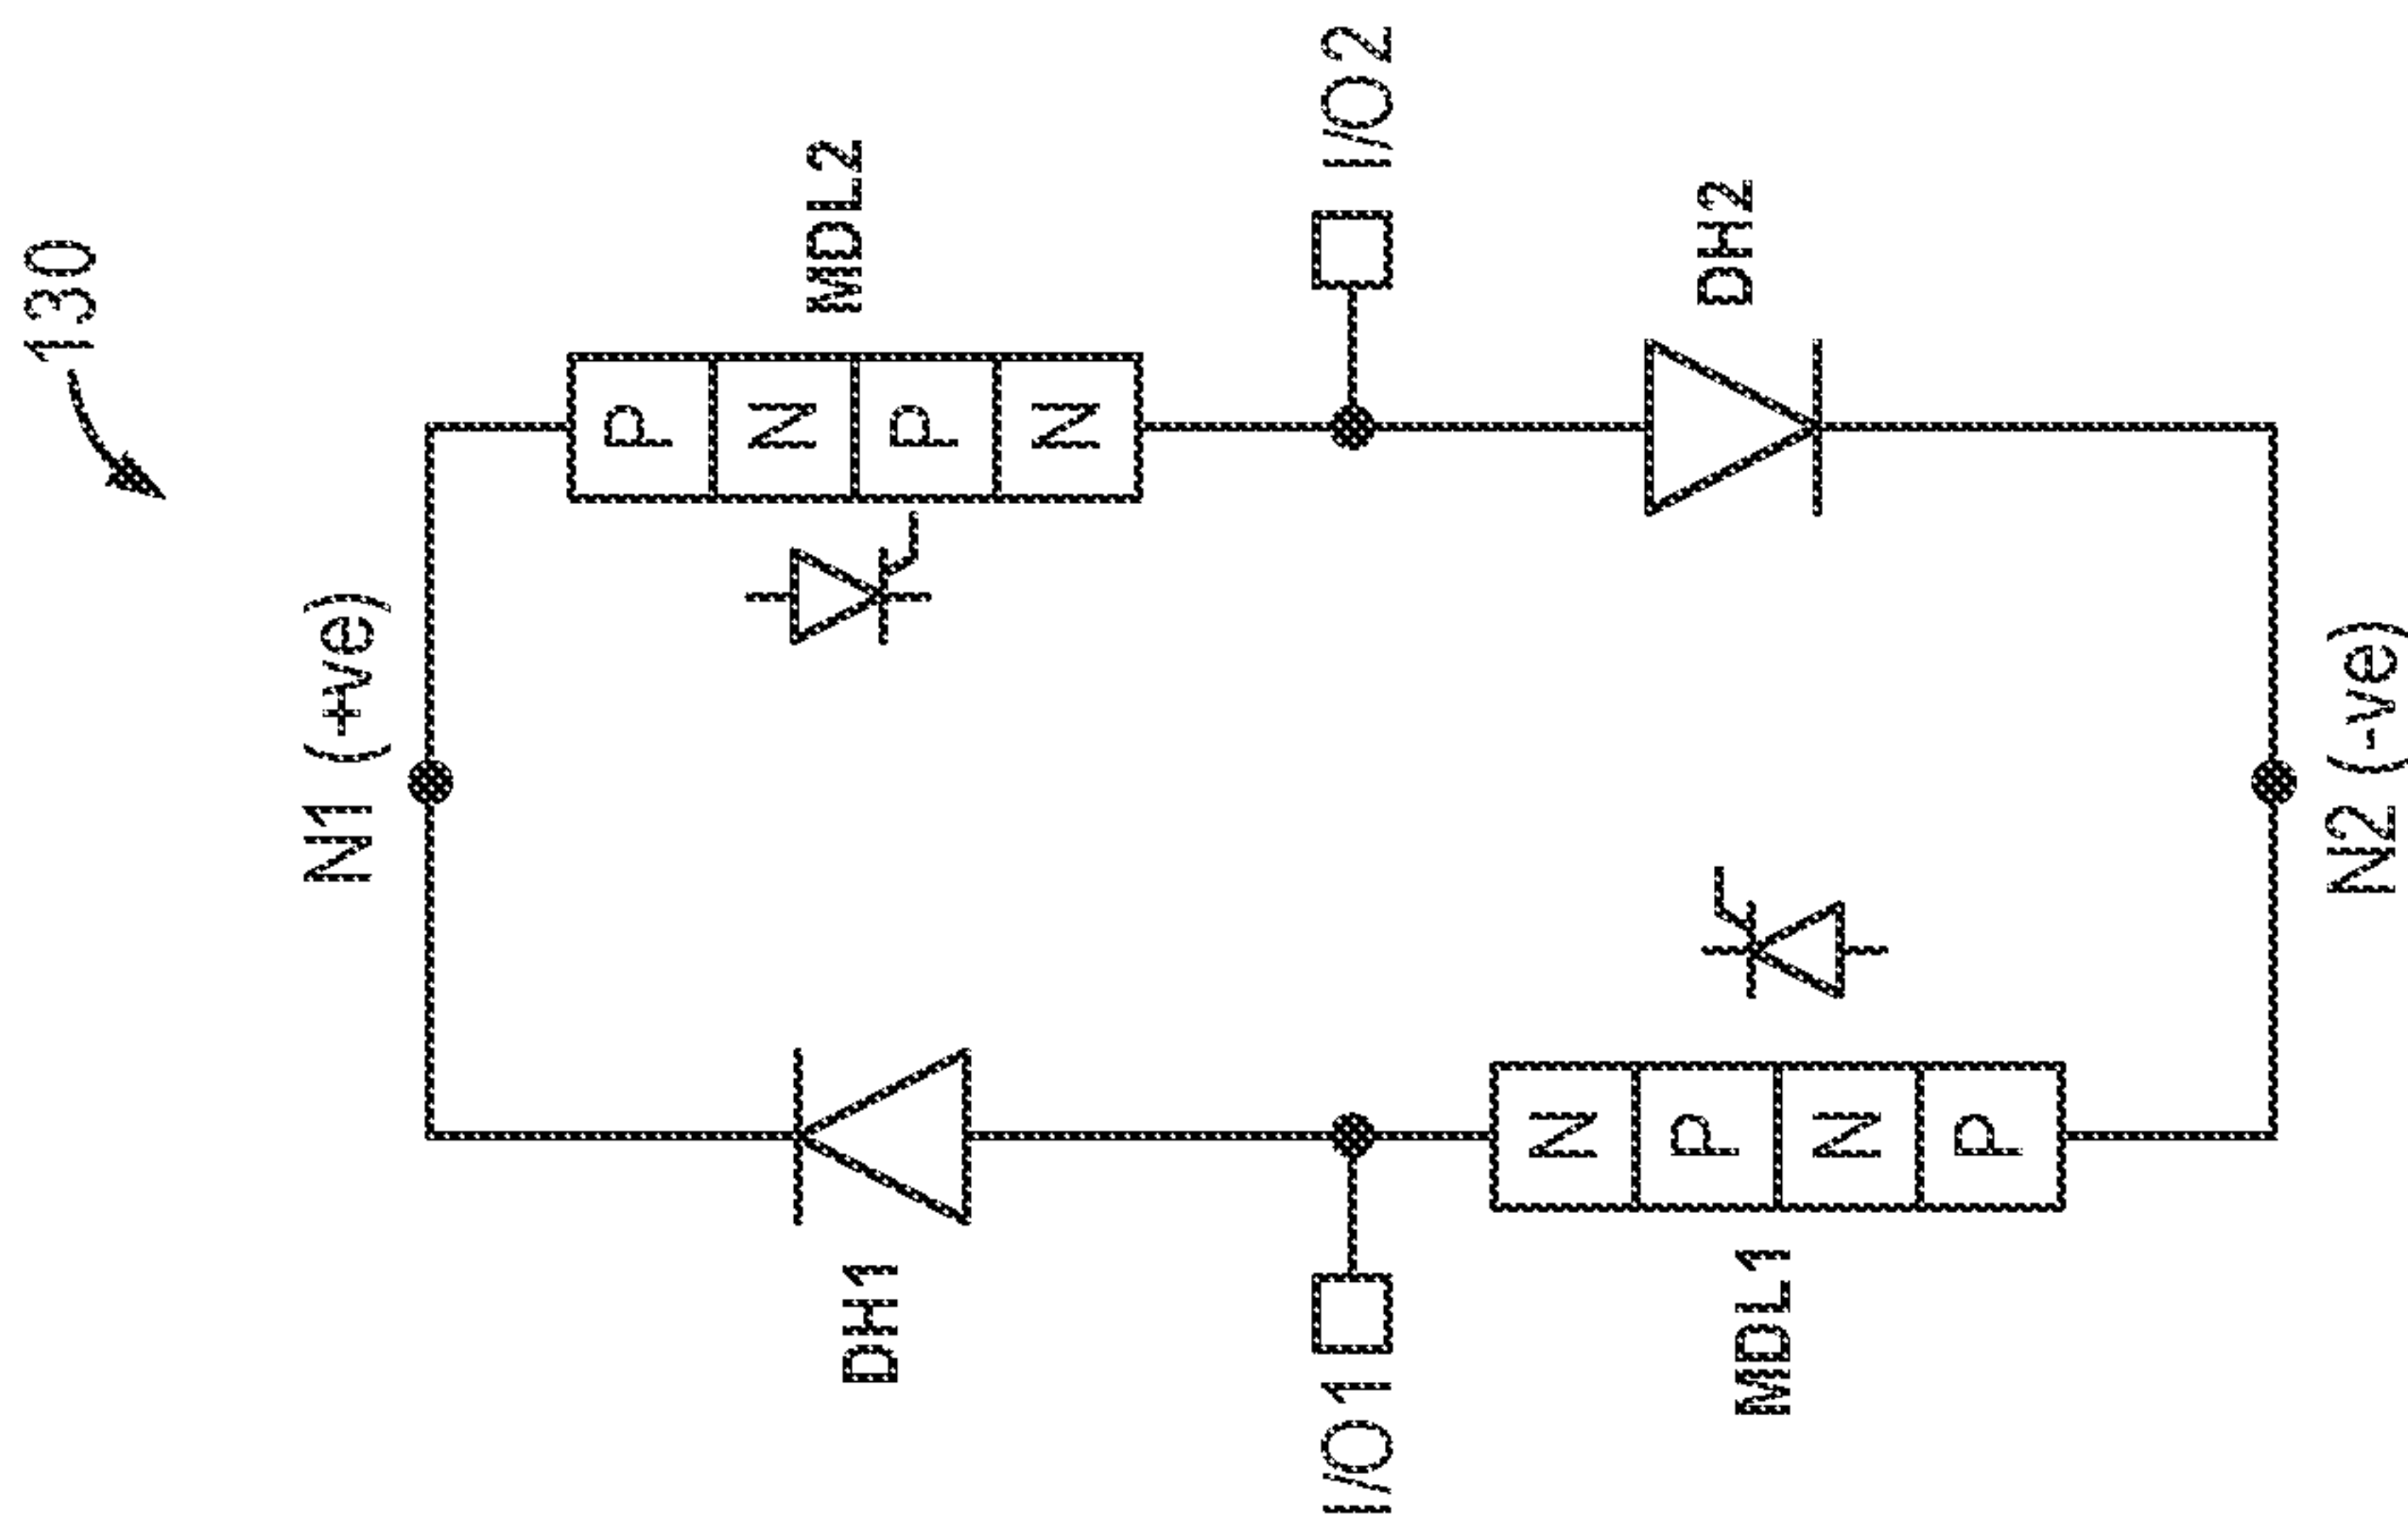 130
N1 (+ve)
MDL2
P
N
P
N
DH1
I/O1
I/O2
N
P
N
P
MDL1
DH2
N2 (-ve)